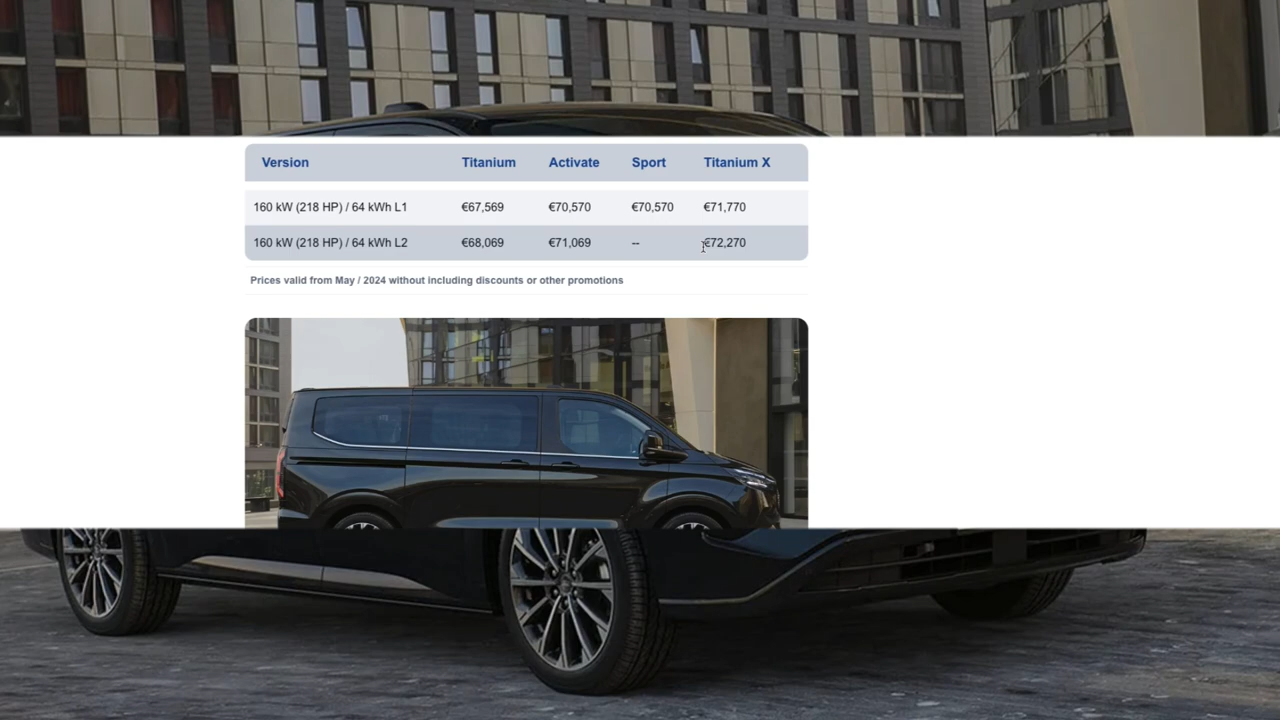 Version Titanium Activate Sport Titanium X
160 kW (218 HP) / 64 kWh L1 €67,569 €70,570 €70,570 €71,770
160 kW (218 HP) / 64 kWh L2 €68,069 €71,069 -- €72,270
Prices valid from May / 2024 without including discounts or other promotions